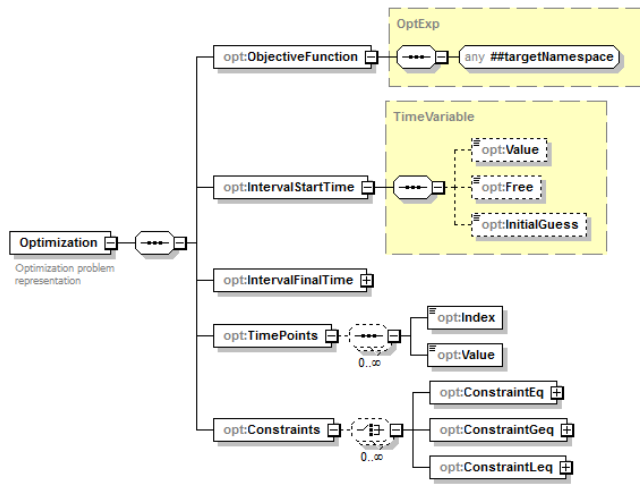 OptExp
opt:ObjectiveFunction
any ##targetNamespace
TimeVariable
opt:Value
opt:IntervalStartTime
opt:Free
opt:InitialGuess
Optimization
Optimization problem
representation
opt:IntervalFinalTime
opt:TimePoints
0..∞
opt:Index
opt:Value
opt:Constraints
0..∞
opt:ConstraintEq
opt:ConstraintGeq
opt:ConstraintLeq